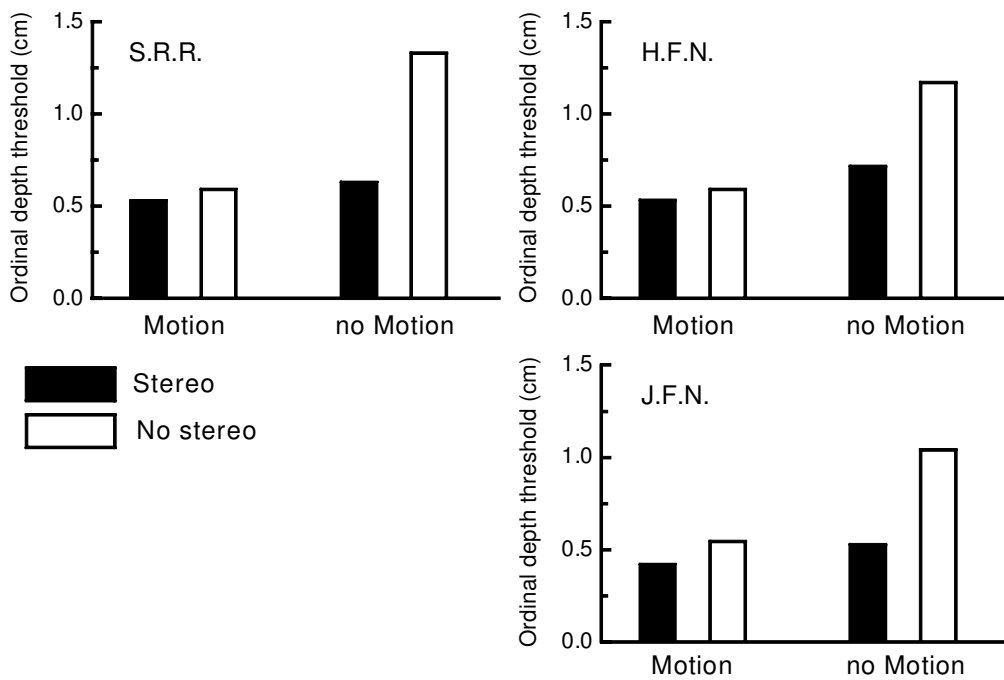 Ordinal depth threshold (cm)
1.5
1.0
0.5
0.0
S.R.R.
Motion
no Motion
Ordinal depth threshold (cm)
1.5
1.0
0.5
0.0
H.F.N.
Motion
no Motion
Stereo
No stereo
Ordinal depth threshold (cm)
1.5
1.0
0.5
0.0
J.F.N.
Motion
no Motion